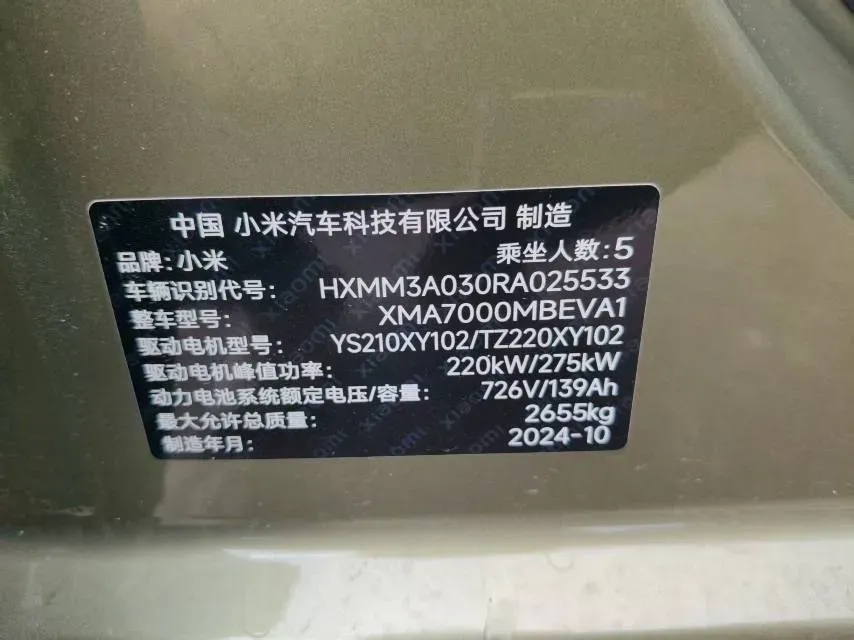 中国 小米汽车科技有限公司 制造
品牌:小米 乘坐人数:5
车辆识别代号: HXMM3A030RA025533
整车型号: XMA7000MBEVA1
驱动电机型号: YS210XY102/TZ220XY102
驱动电机峰值功率: 220kW/275kW
动力电池系统额定电压/容量: 726V/139Ah
最大允许总质量: 2655kg
制造年月: 2024-10
xiaomi
xiaomi
xiaomi
xiaomi